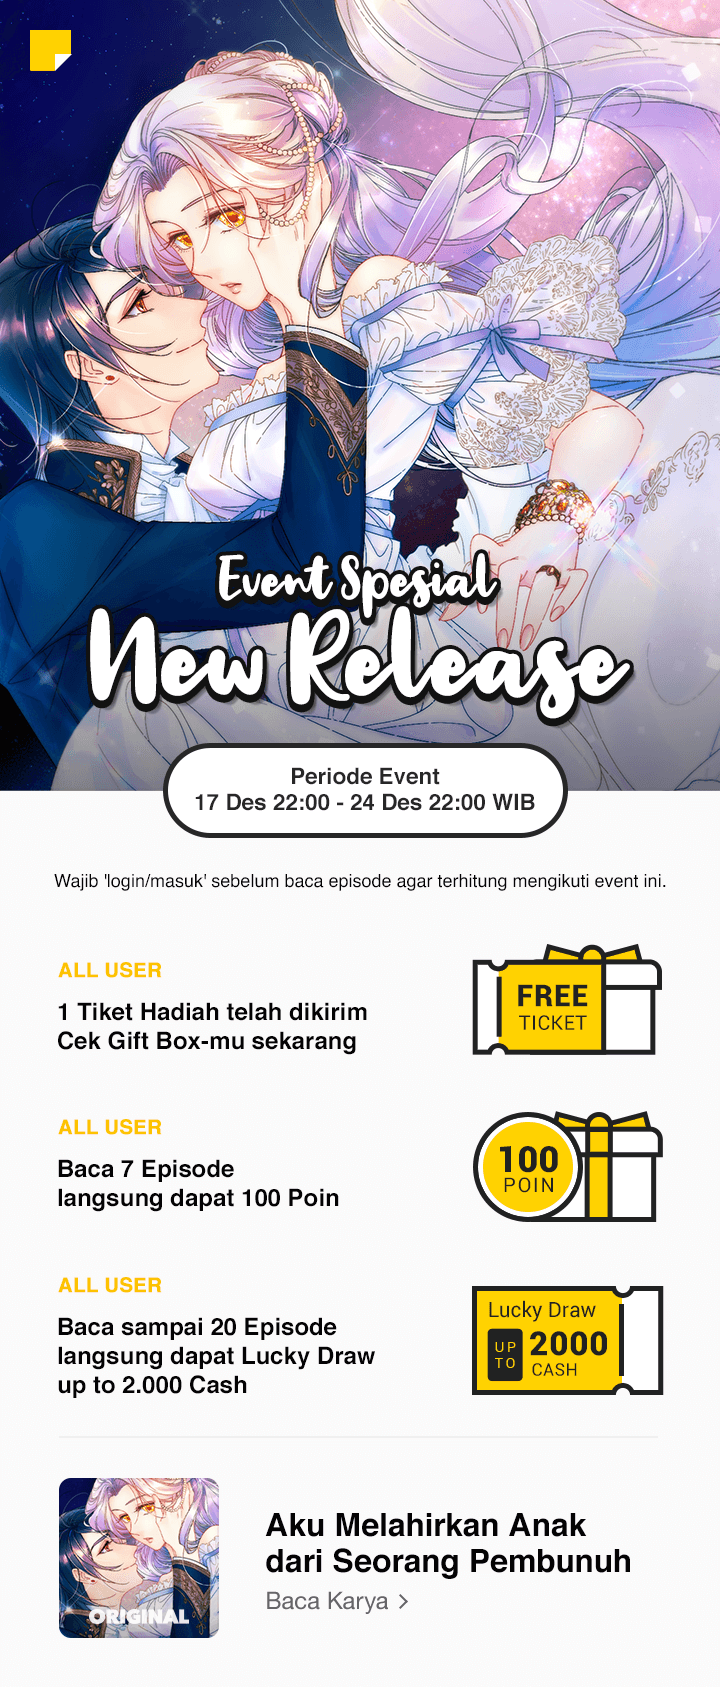 Event Spesial
New Release
Periode Event
17 Des 22:00 - 24 Des 22:00 WIB
Wajib 'login/masuk' sebelum baca episode agar terhitung mengikuti event ini.
ALL USER
1 Tiket Hadiah telah dikirim
Cek Gift Box-mu sekarang
FREE
TICKET
ALL USER
Baca 7 Episode
langsung dapat 100 Poin
100
POIN
ALL USER
Baca sampai 20 Episode
langsung dapat Lucky Draw
up to 2.000 Cash
Lucky Draw
UP TO 2000
CASH
ORIGINAL
Aku Melahirkan Anak
dari Seorang Pembunuh
Baca Karya >